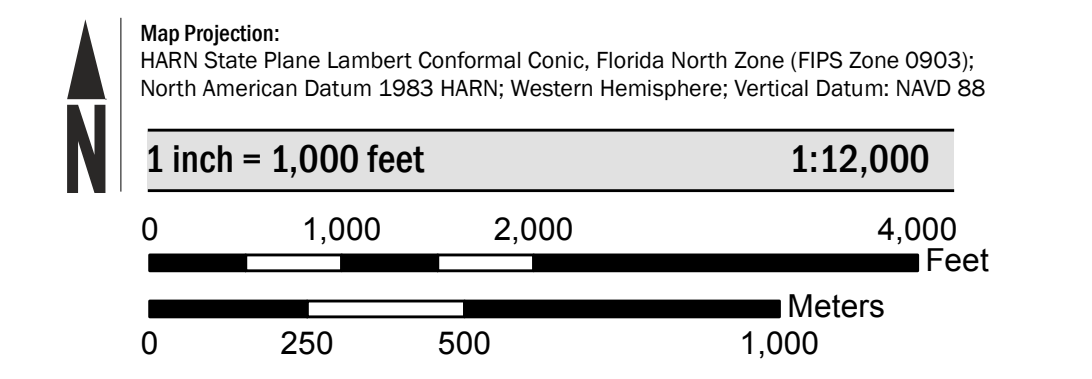 N
Map Projection:
HARN State Plane Lambert Conformal Conic, Florida North Zone (FIPS Zone 0903);
North American Datum 1983 HARN; Western Hemisphere; Vertical Datum: NAVD 88
1 inch = 1,000 feet 1:12,000
0 1,000 2,000 4,000
Feet
Meters
0 250 500 1,000